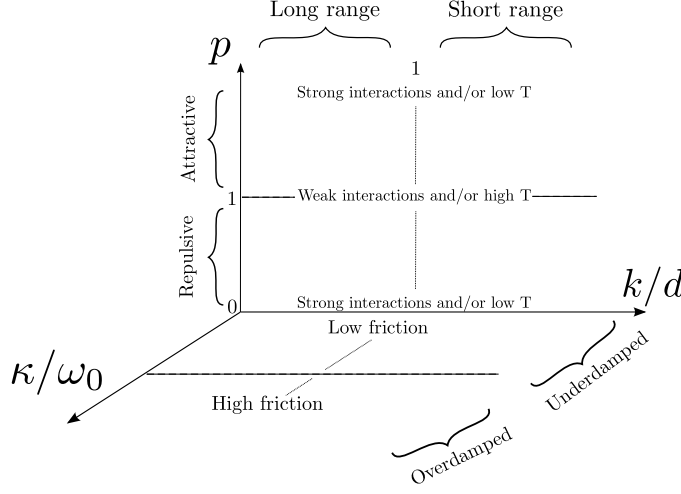 Long range
Short range
p
1
Strong interactions and/or low T
Attractive
1
Weak interactions and/or high T
Repulsive
0
Strong interactions and/or low T
k/d
Low friction
κ/ω0
High friction
Underdamped
Overdamped